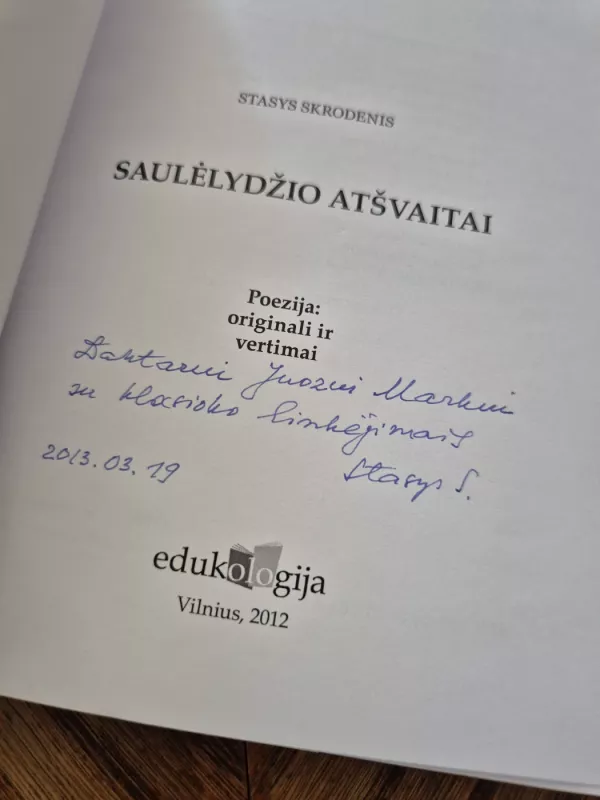 STASYS SKRODENIS
SAULĖLYDŽIO ATŠVAITAI
Poezija:
originali ir
vertimai
Daktarui Juozui Markui
su klasioko linkėjimais
2013.03.19 Stasys S.
edukologija
Vilnius, 2012